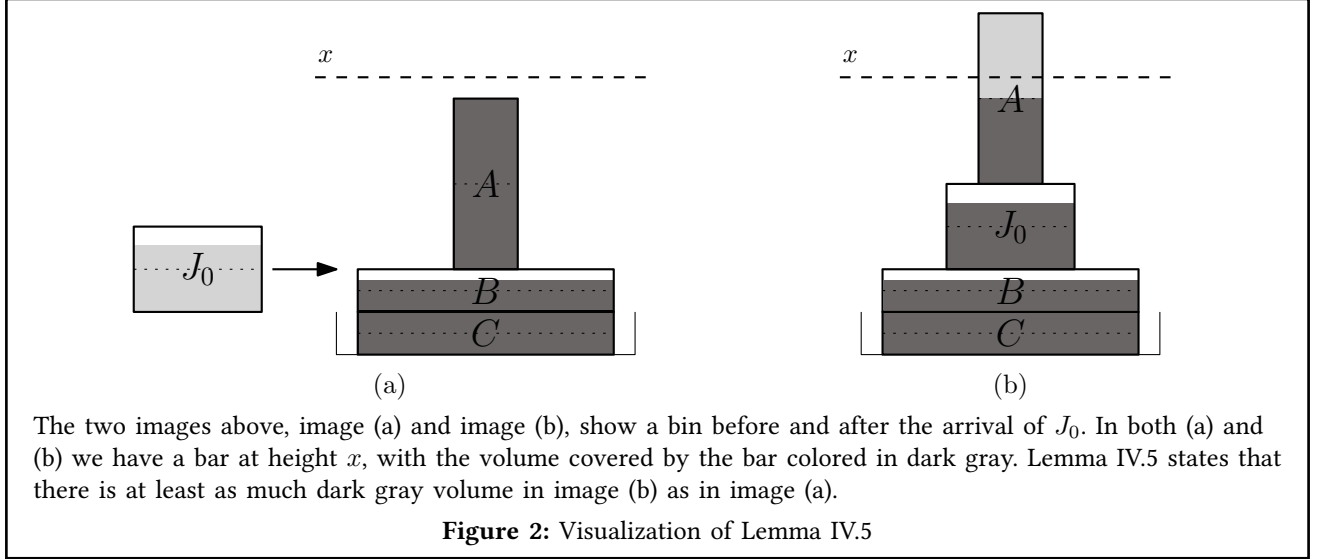 x
x
A
A
J₀
J₀
B
B
C
C
(a)
(b)
The two images above, image (a) and image (b), show a bin before and after the arrival of J₀. In both (a) and
(b) we have a bar at height x, with the volume covered by the bar colored in dark gray. Lemma IV.5 states that
there is at least as much dark gray volume in image (b) as in image (a).
Figure 2: Visualization of Lemma IV.5